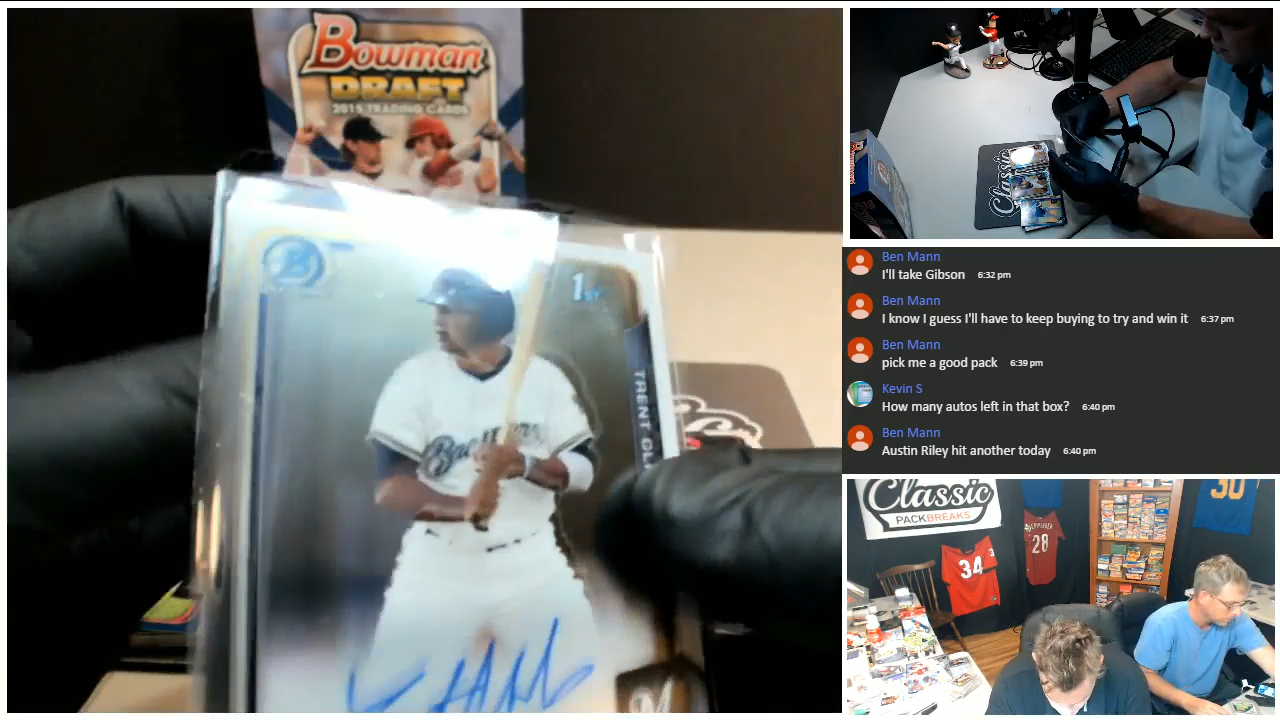 Bowman
DRAFT
2015 TRADING CARDS
B
1ST
TRENT CL
Brewers
Classic
Ben Mann
I'll take Gibson 6:32 pm
Ben Mann
I know I guess I'll have to keep buying to try and win it 6:37 pm
Ben Mann
pick me a good pack 6:39 pm
Kevin S
How many autos left in that box? 6:40 pm
Ben Mann
Austin Riley hit another today 6:40 pm
Classic
PACK BREAKS
34
28
30